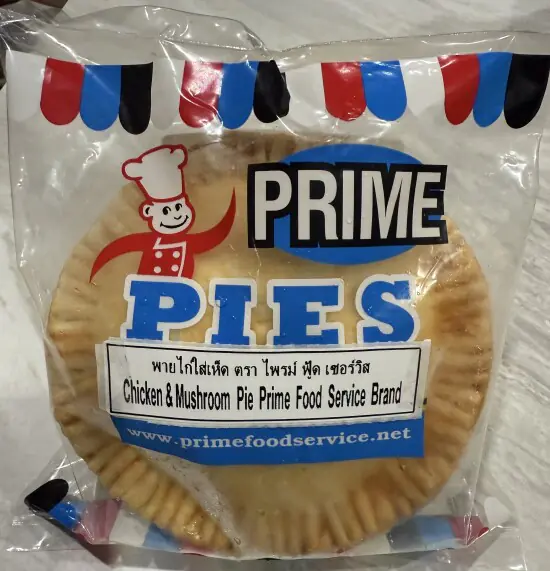 PRIME
PIES
พายไก่ใส่เห็ด ตรา ไพรม์ ฟู้ด เซอร์วิส
Chicken & Mushroom Pie Prime Food Service Brand
www.primefoodservice.net